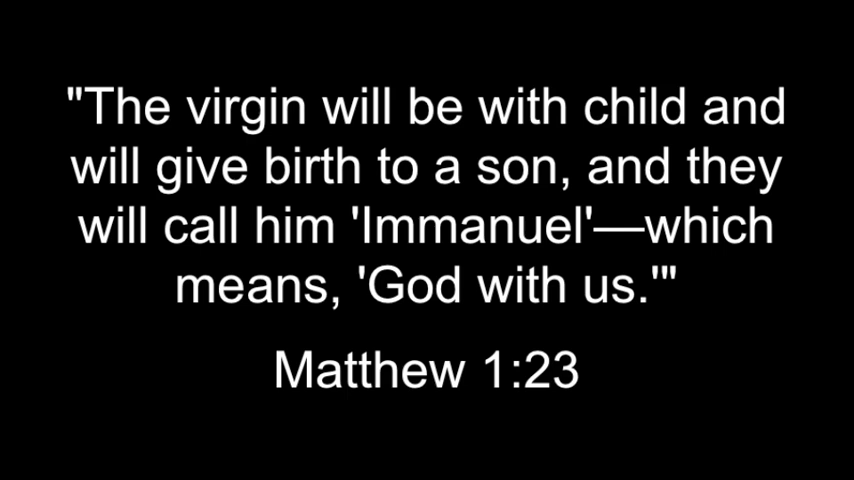 "The virgin will be with child and
will give birth to a son, and they
will call him 'Immanuel'—which
means, 'God with us.'"
Matthew 1:23